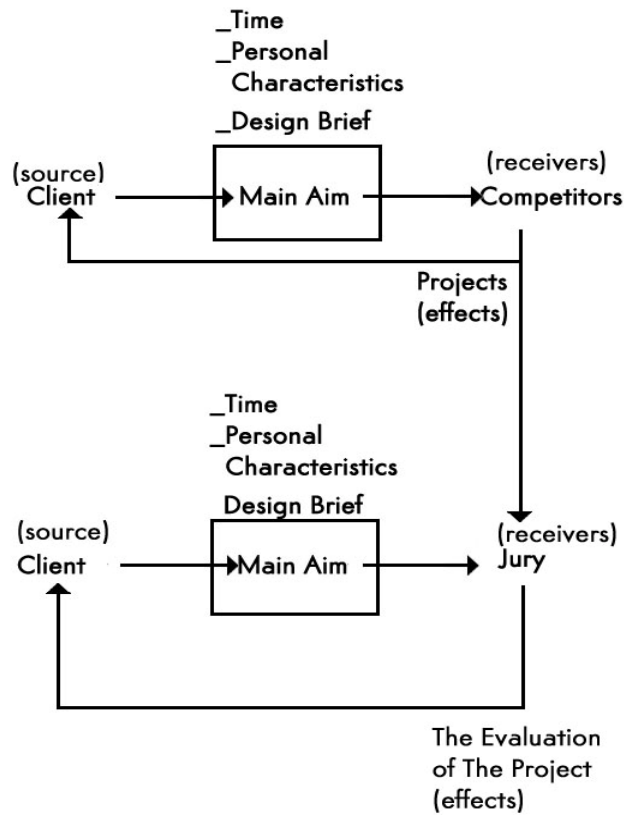 _Time
_Personal
Characteristics
_Design Brief
(source)
Client
Main Aim
(receivers)
Competitors
Projects
(effects)
_Time
_Personal
Characteristics
Design Brief
(source)
Client
Main Aim
(receivers)
Jury
The Evaluation
of The Project
(effects)